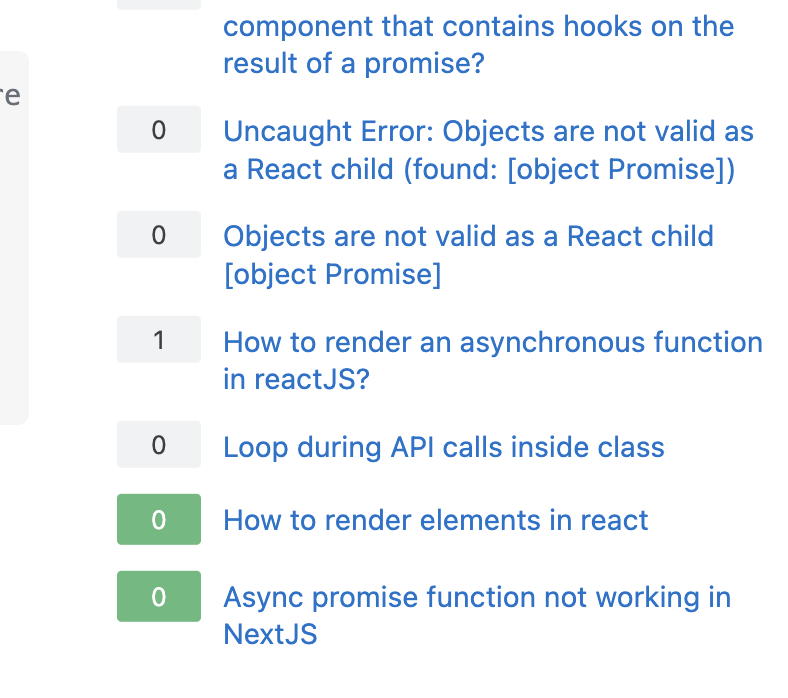 component that contains hooks on the
result of a promise?
re
0
Uncaught Error: Objects are not valid as
a React child (found: [object Promise])
0
Objects are not valid as a React child
[object Promise]
1
How to render an asynchronous function
in reactJS?
0
Loop during API calls inside class
0
How to render elements in react
0
Async promise function not working in
NextJS